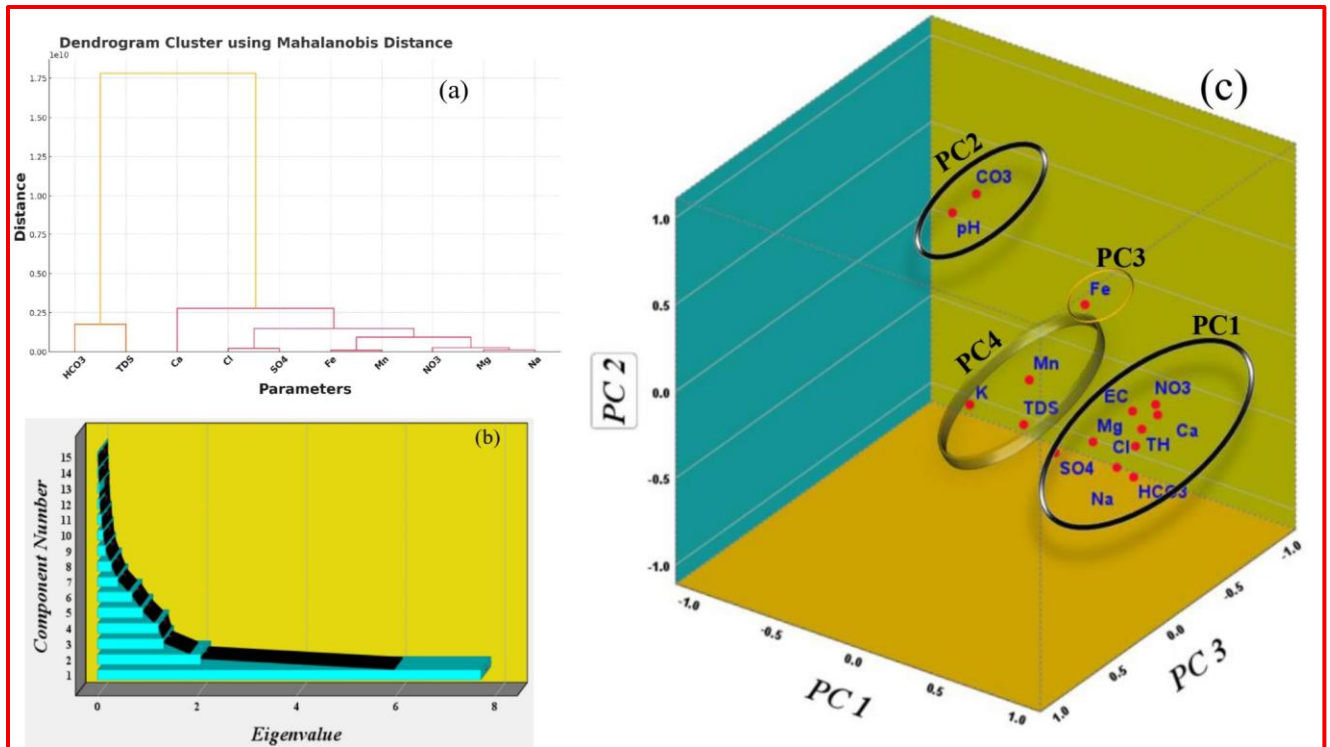 Dendrogram Cluster using Mahalanobis Distance
1e10
(a)
1.75
1.50
1.25
1.00
0.75
0.50
0.25
0.00
Distance
HCO3
TDS
Ca
Cl
SO4
Fe
Mn
NO3
Mg
Na
Parameters
(b)
15
14
13
12
11
10
9
8
7
6
5
4
3
2
1
Component Number
0
2
4
6
8
Eigenvalue
(c)
PC2
CO3
pH
PC3
Fe
PC1
PC4
Mn
K
TDS
EC
NO3
Mg
Ca
Cl
TH
SO4
HCO3
Na
1.0
0.5
0.0
-0.5
-1.0
PC 2
-1.0
-0.5
0.0
0.5
1.0
PC 1
1.0
0.5
0.0
-0.5
-1.0
PC 3